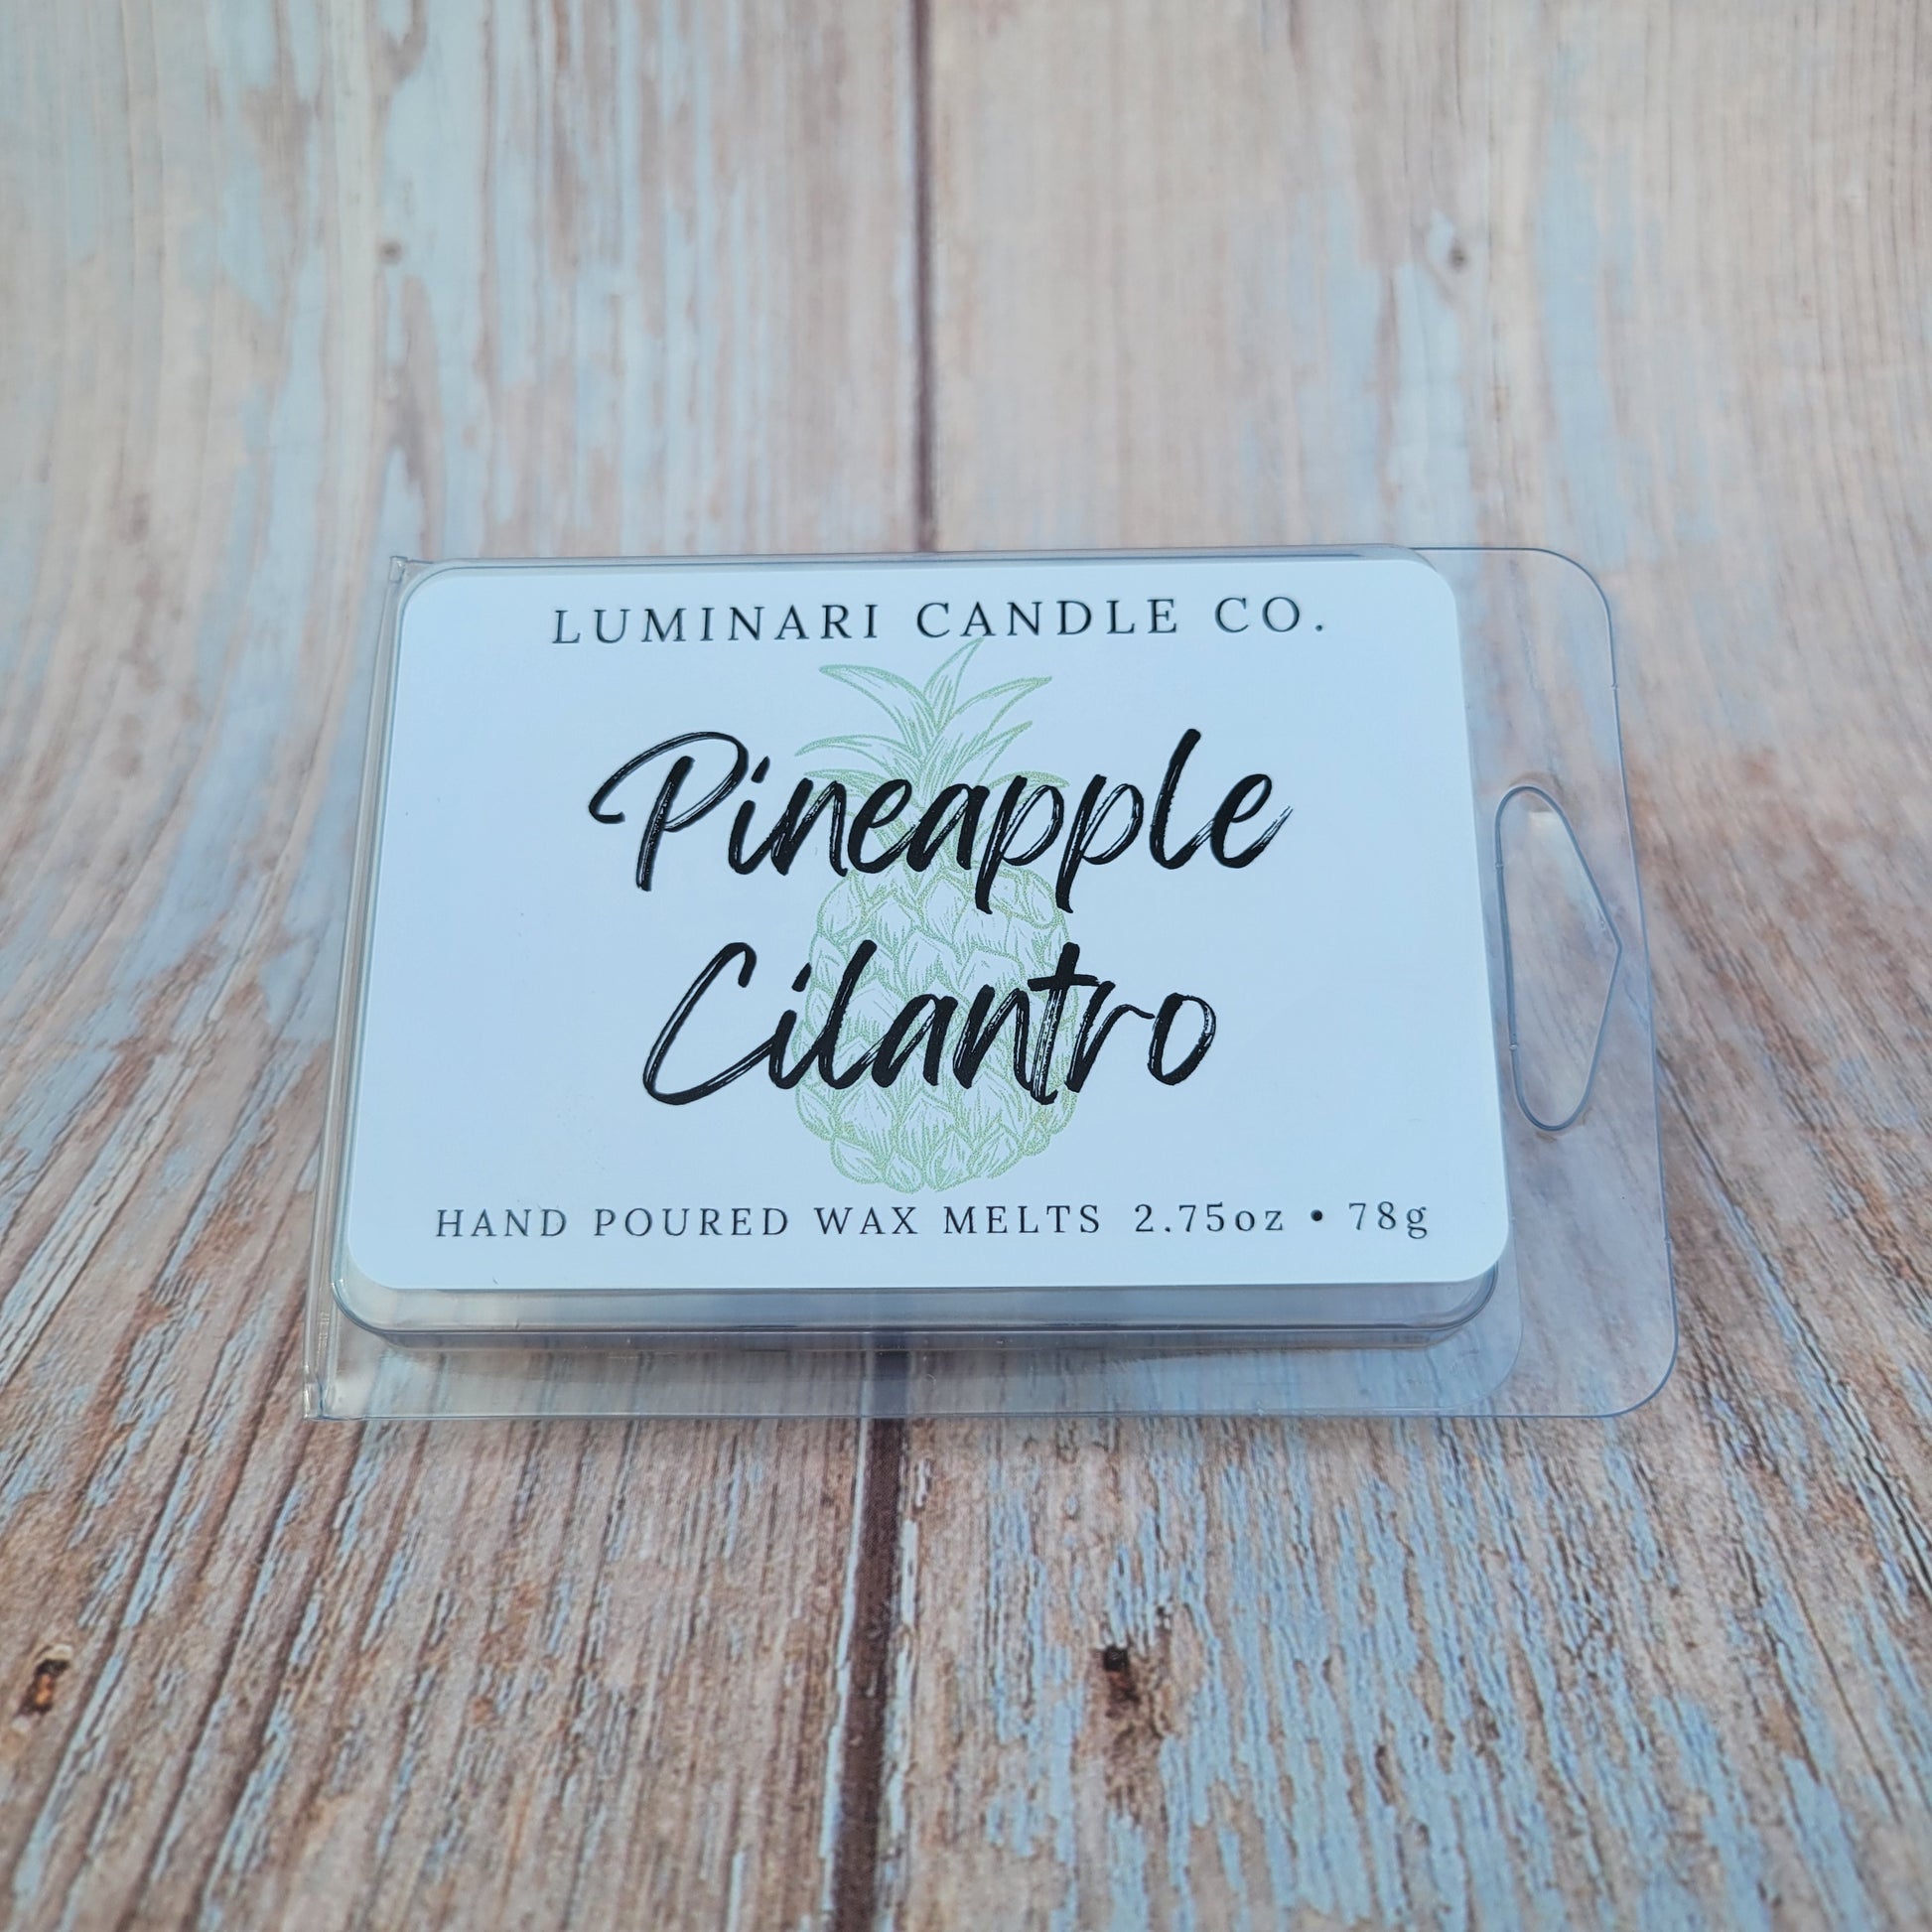 LUMINARI CANDLE CO.
Pineapple
Cilantro
HAND POURED WAX MELTS 2.75oz • 78g